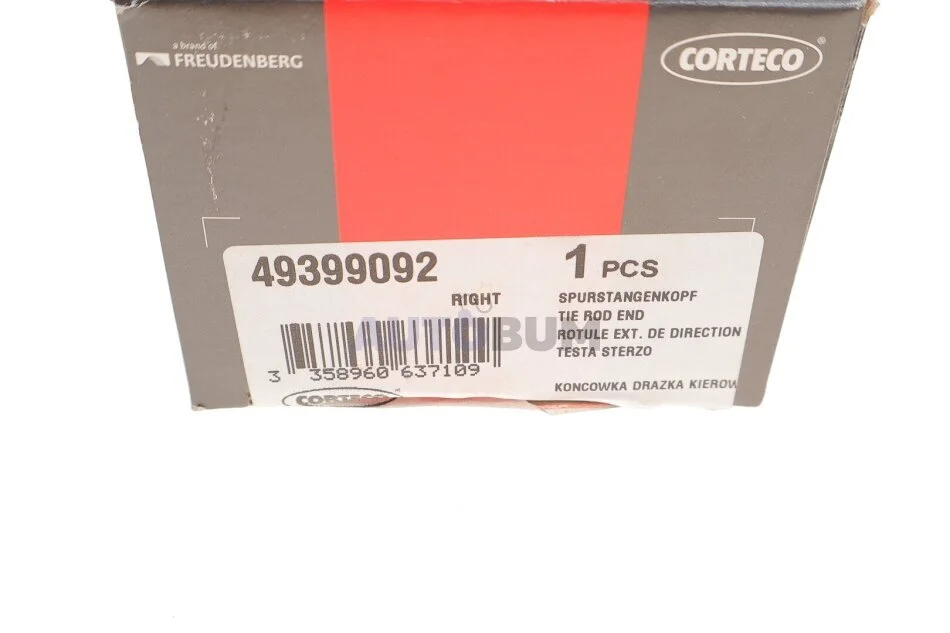 a brand of
FREUDENBERG
CORTECO®
49399092
1 PCS
RIGHT
SPURSTANGENKOPF
TIE ROD END
ROTULE EXT. DE DIRECTION
TESTA STERZO
AUTOBUM
3 358960 637109
KONCOWKA DRAZKA KIEROW
CORTECO